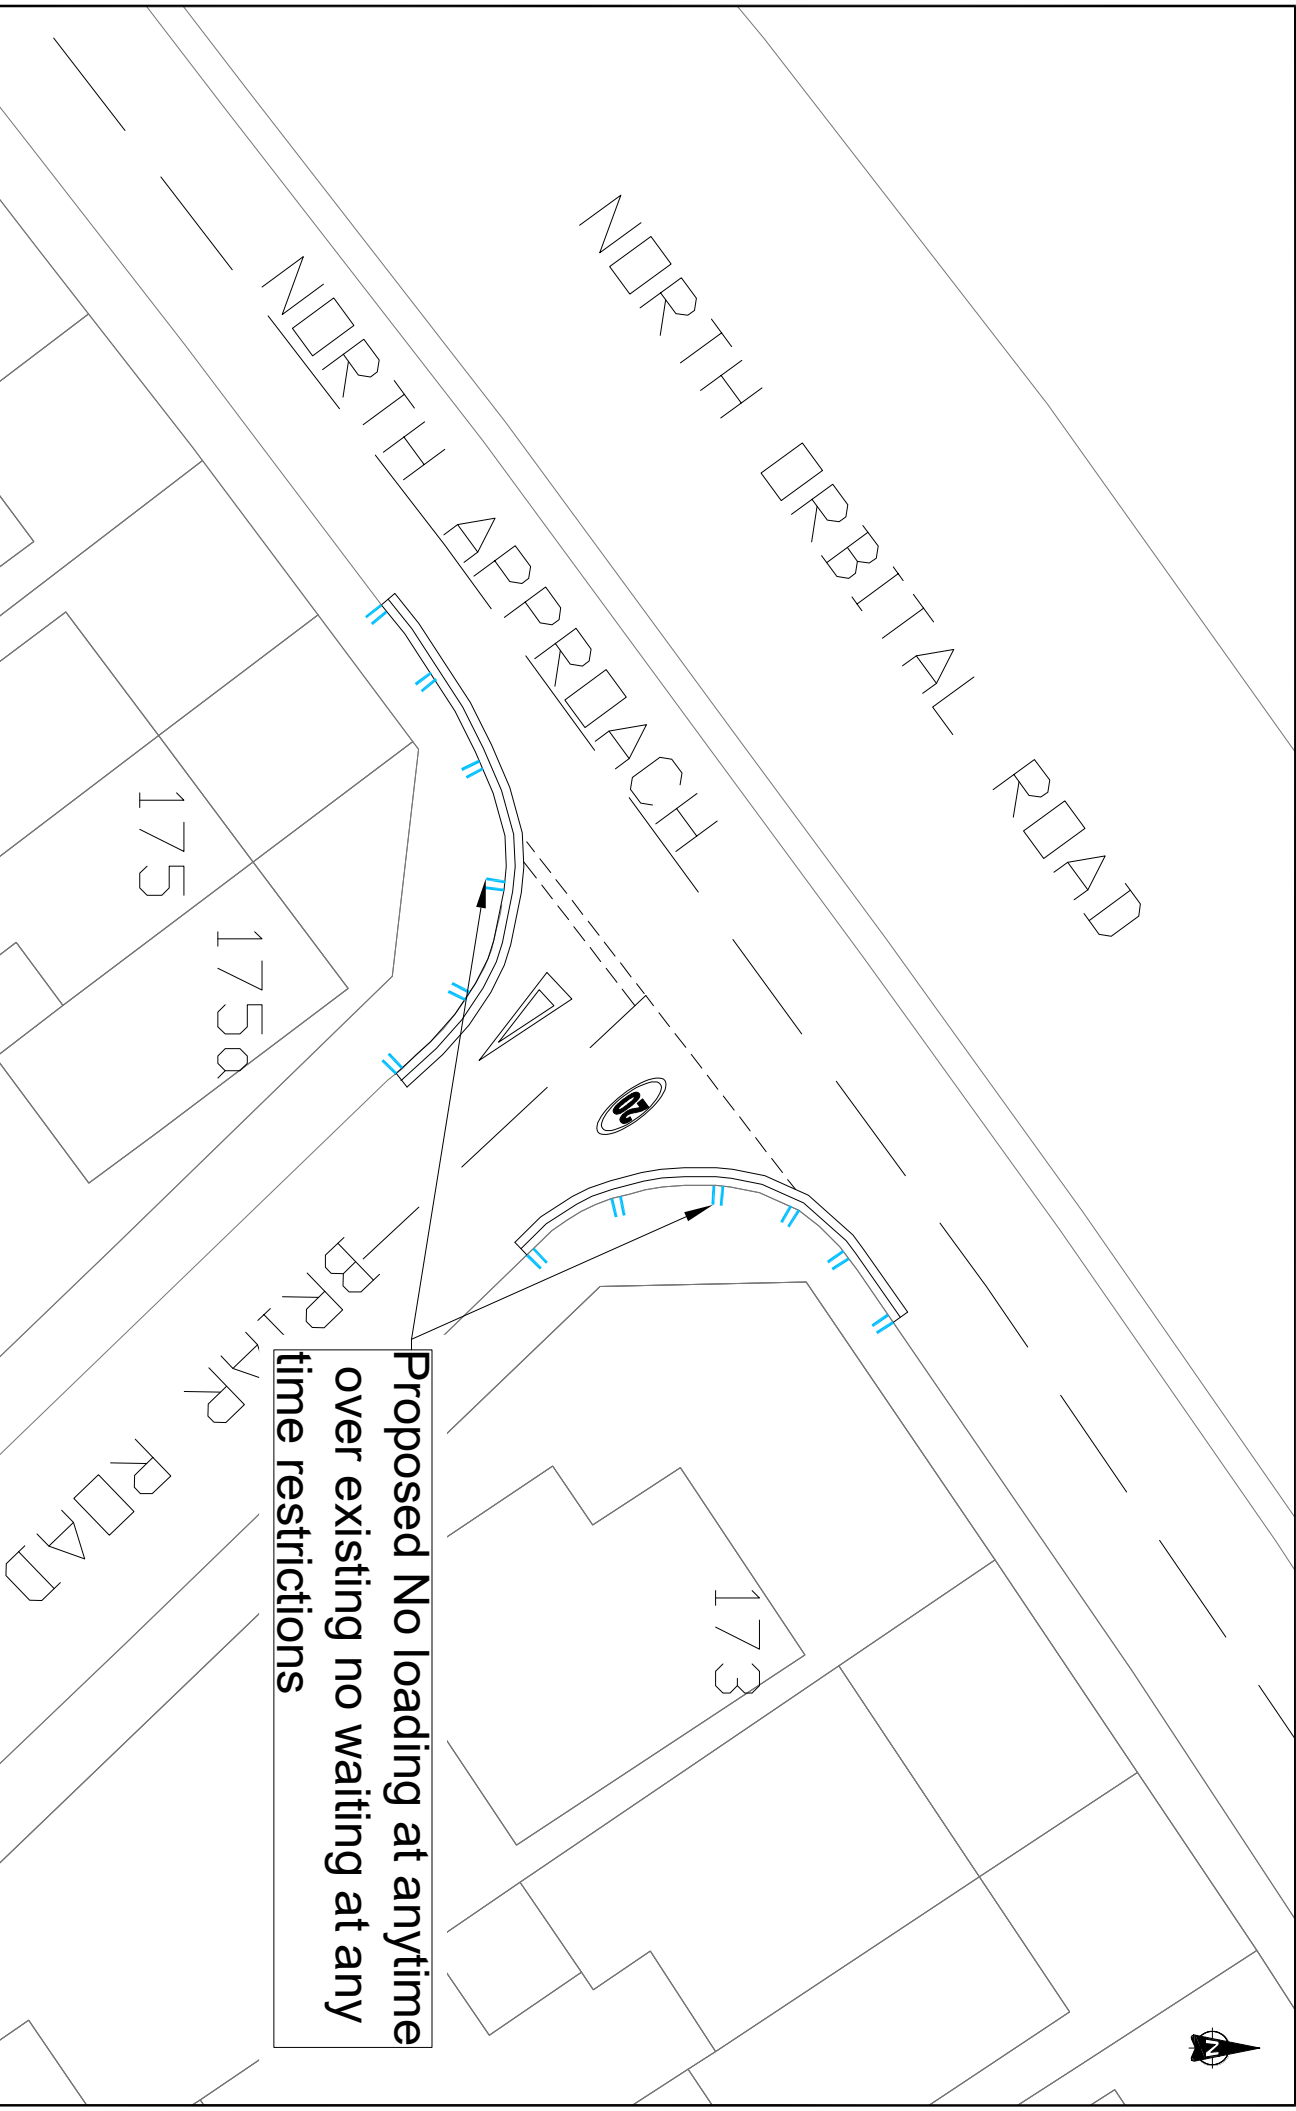 NORTH ORBITAL ROAD
NORTH APPROACH
175
175a
20
BRIAR ROAD
173
Proposed No loading at anytime
over existing no waiting at any
time restrictions
N